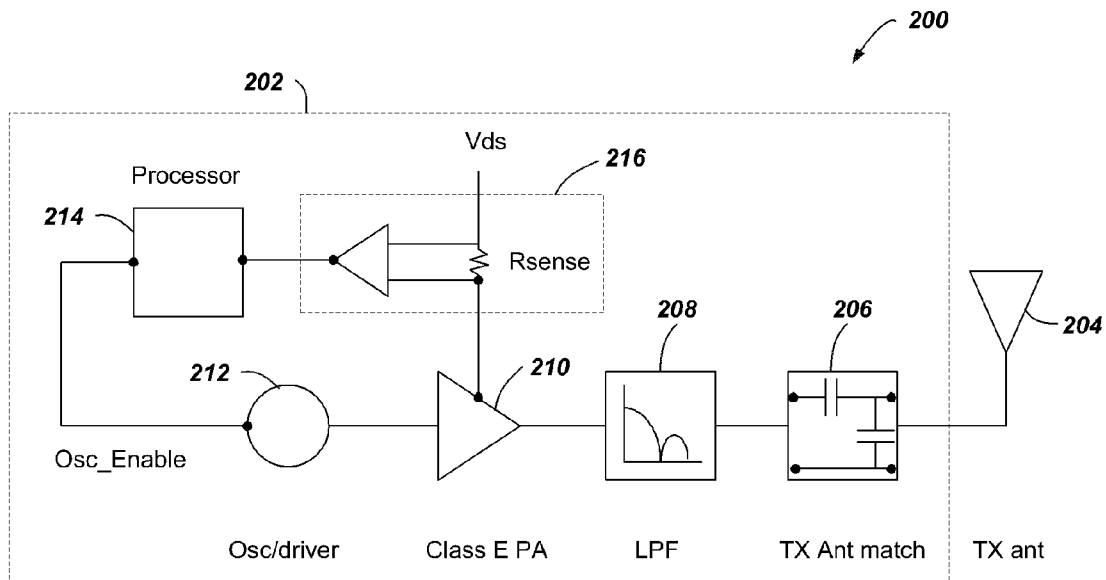 200
202
Vds
216
Processor
214
Rsense
208
206
204
212
210
Osc_Enable
Osc/driver
Class E PA
LPF
TX Ant match
TX ant